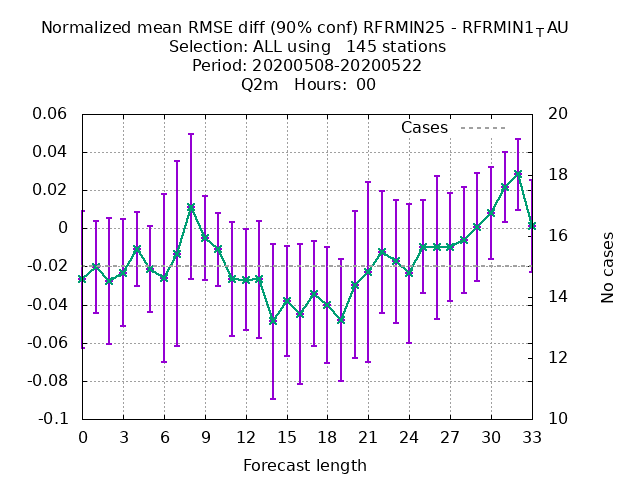 Normalized mean RMSE diff (90% conf) RFRMIN25 - RFRMIN1_TAU
Selection: ALL using   145 stations
Period: 20200508-20200522
Q2m   Hours:  00
Cases
0.06
0.04
0.02
0
-0.02
-0.04
-0.06
-0.08
-0.1
20
18
16
14
12
10
No cases
0 3 6 9 12 15 18 21 24 27 30 33
Forecast length